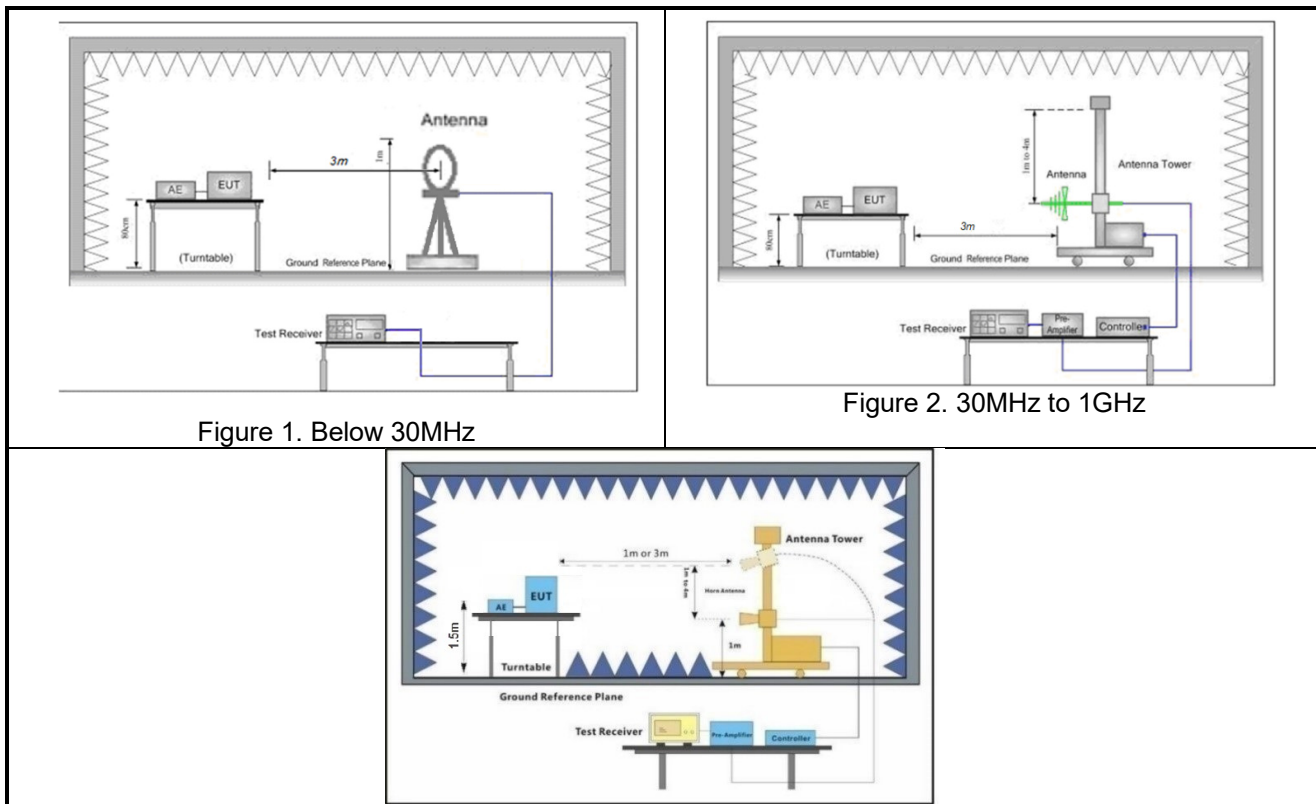 Antenna
1m
3m
AE
EUT
80cm
(Turntable)
Ground Reference Plane
Test Receiver
Figure 1. Below 30MHz
1m to 4m
Antenna
Antenna Tower
AE
EUT
80cm
3m
(Turntable)
Ground Reference Plane
Test Receiver
Pre-
Amplifier
Controller
Figure 2. 30MHz to 1GHz
Antenna Tower
1m or 3m
1m to 4m
Horn Antenna
AE
EUT
1.5m
1m
Turntable
Ground Reference Plane
Test Receiver
Pre-Amplifier
Controller